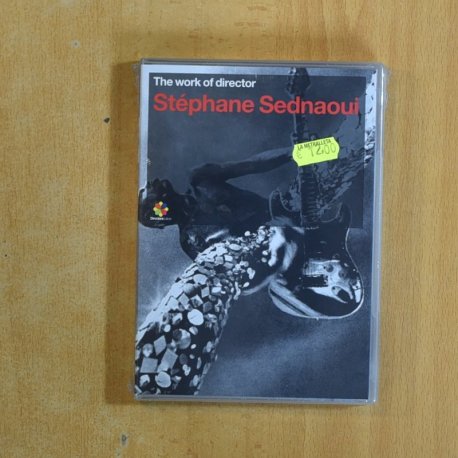 The work of director
Stéphane Sednaoui
LA METRALLETA
€ 12,00